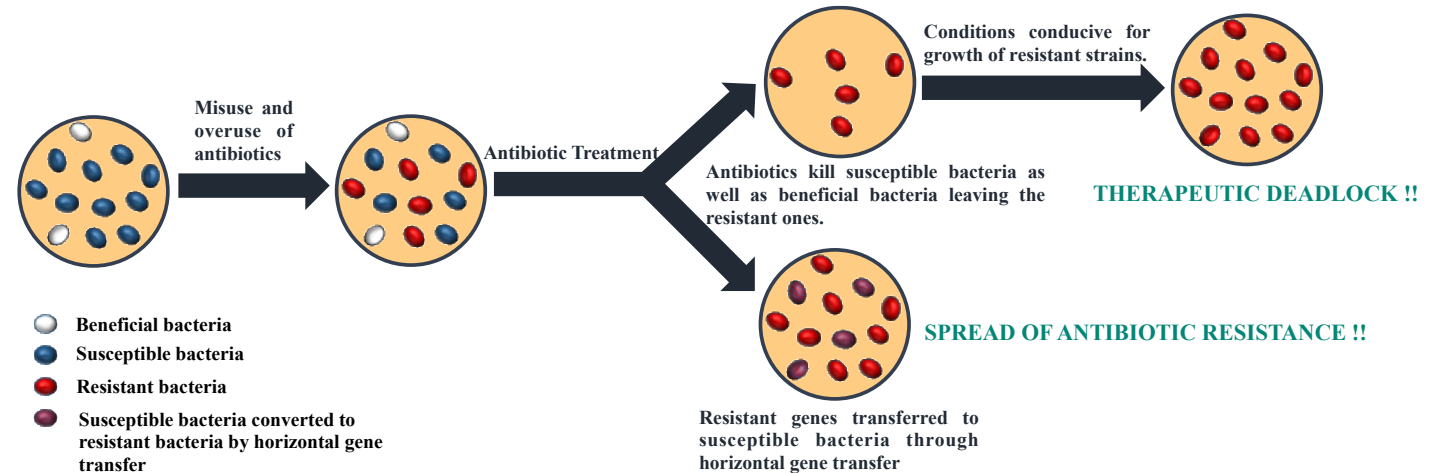 Misuse and
overuse of
antibiotics
Antibiotic Treatment
Conditions conducive for
growth of resistant strains.
Antibiotics kill susceptible bacteria as
well as beneficial bacteria leaving the
resistant ones.
THERAPEUTIC DEADLOCK !!
SPREAD OF ANTIBIOTIC RESISTANCE !!
Resistant genes transferred to
susceptible bacteria through
horizontal gene transfer
Beneficial bacteria
Susceptible bacteria
Resistant bacteria
Susceptible bacteria converted to
resistant bacteria by horizontal gene
transfer